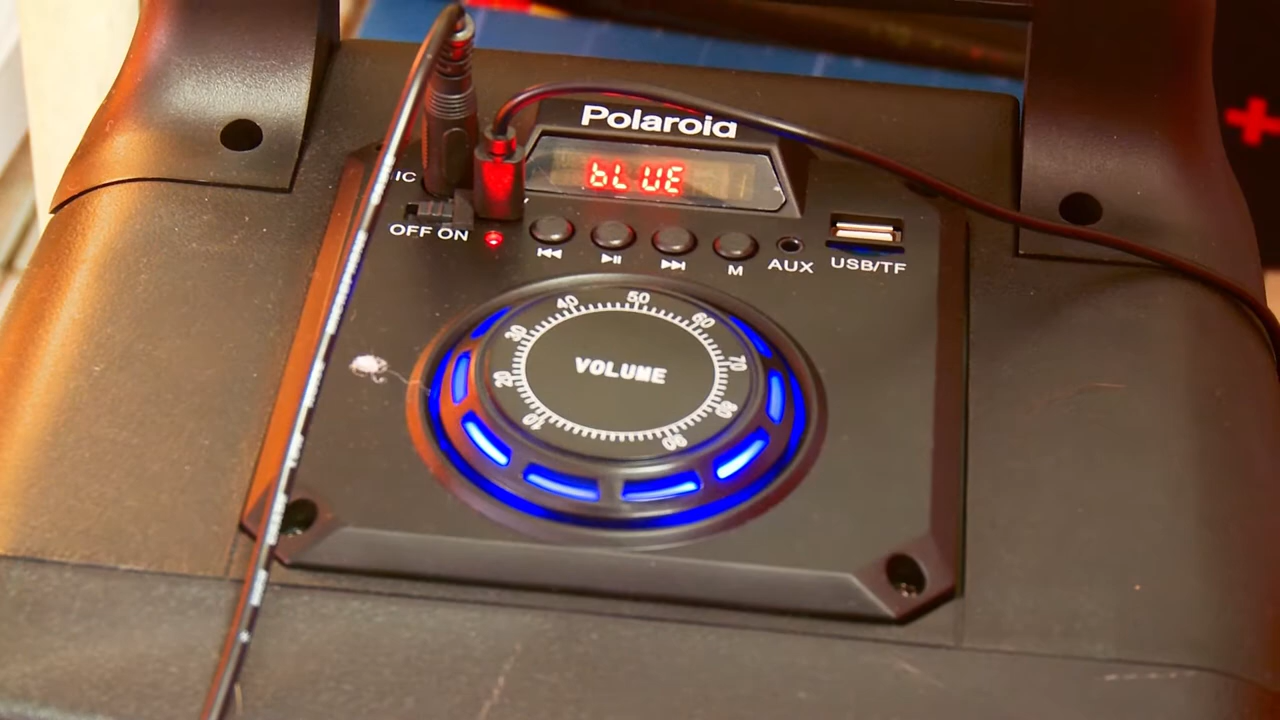 Polaroid
bLUE
IC
OFF ON
M
AUX
USB/TF
10 20 30 40 50 60 70 80 90
VOLUME